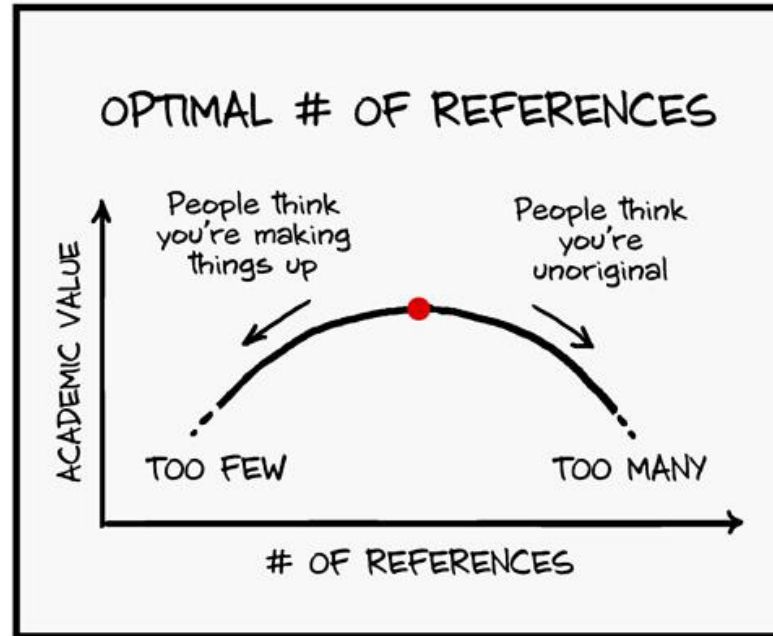 OPTIMAL # OF REFERENCES
People think
you're making
things up
People think
you're
unoriginal
ACADEMIC VALUE
TOO FEW
TOO MANY
# OF REFERENCES